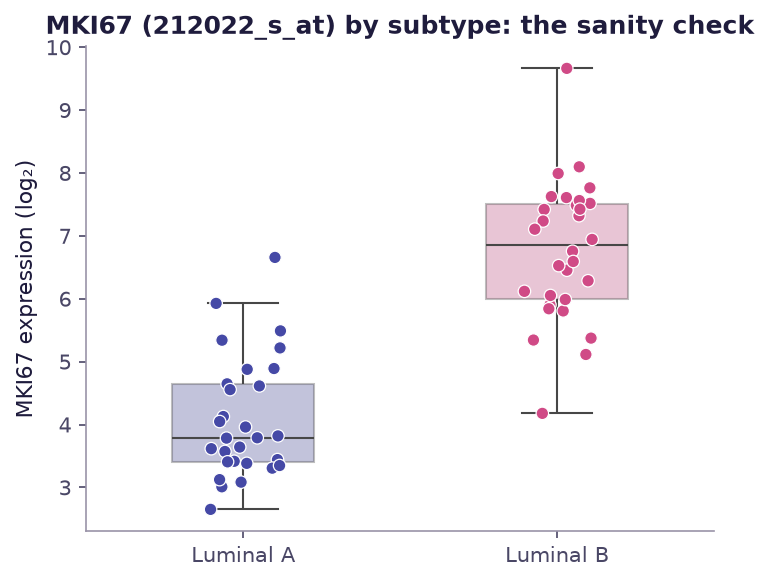 MKI67 (212022_s_at) by subtype: the sanity check
MKI67 expression (log₂)
10
9
8
7
6
5
4
3
Luminal A
Luminal B